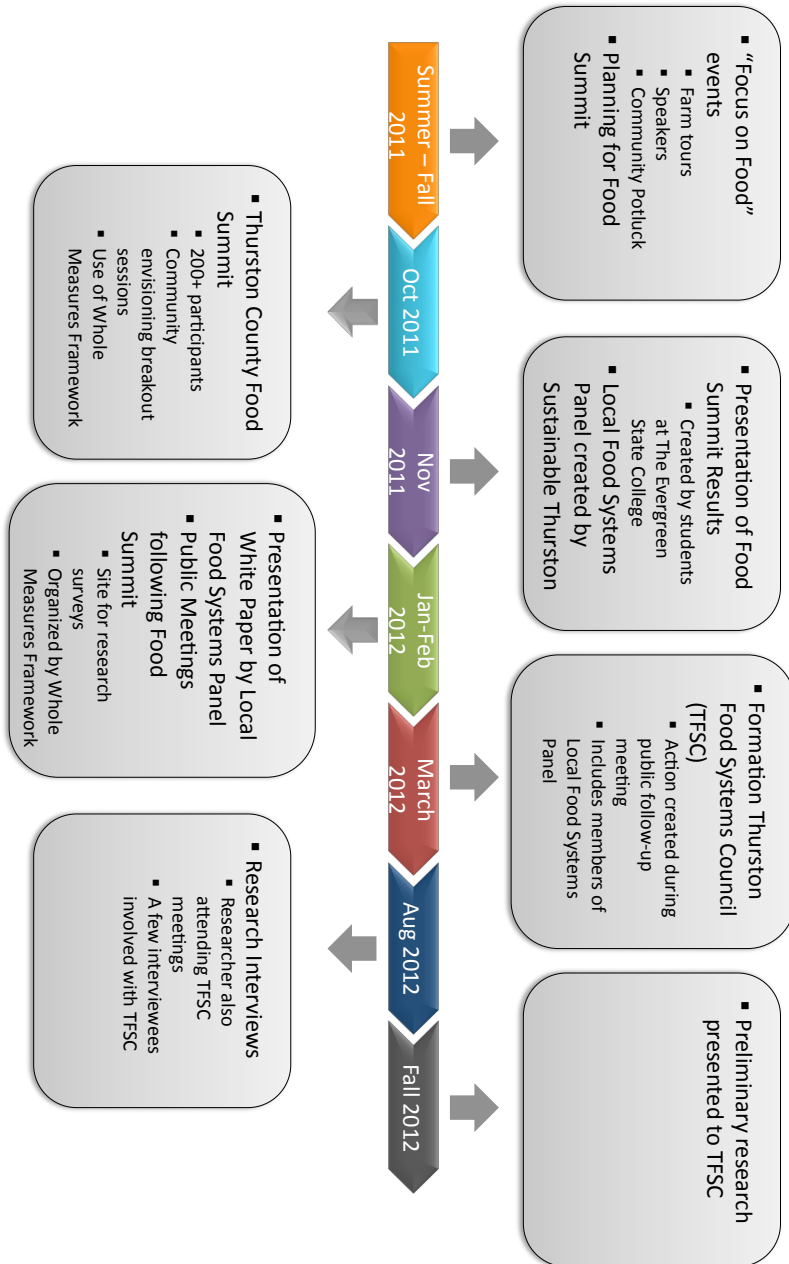 ▪ “Focus on Food”
events
▪ Farm tours
▪ Speakers
▪ Community Potluck
▪ Planning for Food
Summit
Summer – Fall
2011
▪ Thurston County Food
Summit
▪ 200+ participants
▪ Community
envisioning breakout
sessions
▪ Use of Whole
Measures Framework
Oct 2011
▪ Presentation of Food
Summit Results
▪ Created by students
at The Evergreen
State College
▪ Local Food Systems
Panel created by
Sustainable Thurston
Nov
2011
▪ Presentation of
White Paper by Local
Food Systems Panel
▪ Public Meetings
following Food
Summit
▪ Site for research
surveys
▪ Organized by Whole
Measures Framework
Jan-Feb
2012
▪ Formation Thurston
Food Systems Council
(TFSC)
▪ Action created during
public follow-up
meeting
▪ Includes members of
Local Food Systems
Panel
March
2012
▪ Research Interviews
▪ Researcher also
attending TFSC
meetings
▪ A few interviewees
involved with TFSC
Aug 2012
▪ Preliminary research
presented to TFSC
Fall 2012